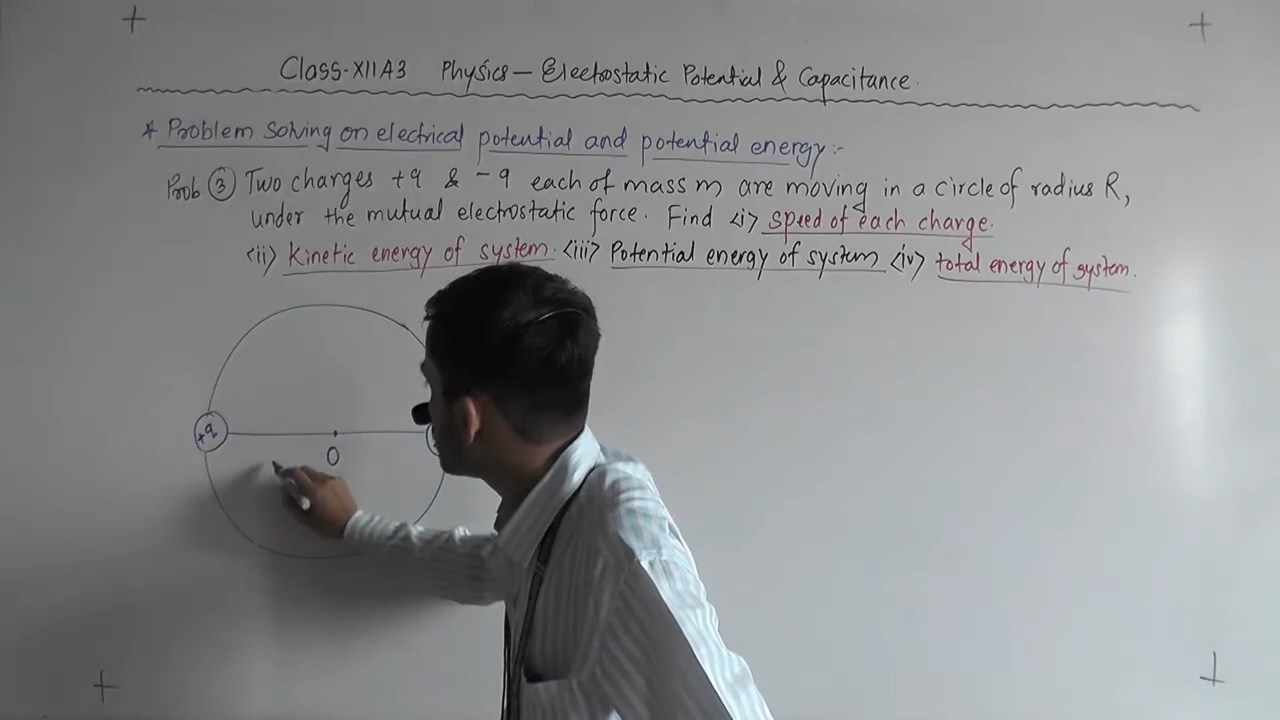 Class-XII A3 Physics — Electrostatic Potential & Capacitance.
* Problem solving on electrical potential and potential energy:-
Prob ③ Two charges +q & -q each of mass m are moving in a circle of radius R,
under the mutual electrostatic force. Find <i> speed of each charge.
<ii> Kinetic energy of system. <iii> Potential energy of system <iv> total energy of system.
+q
O